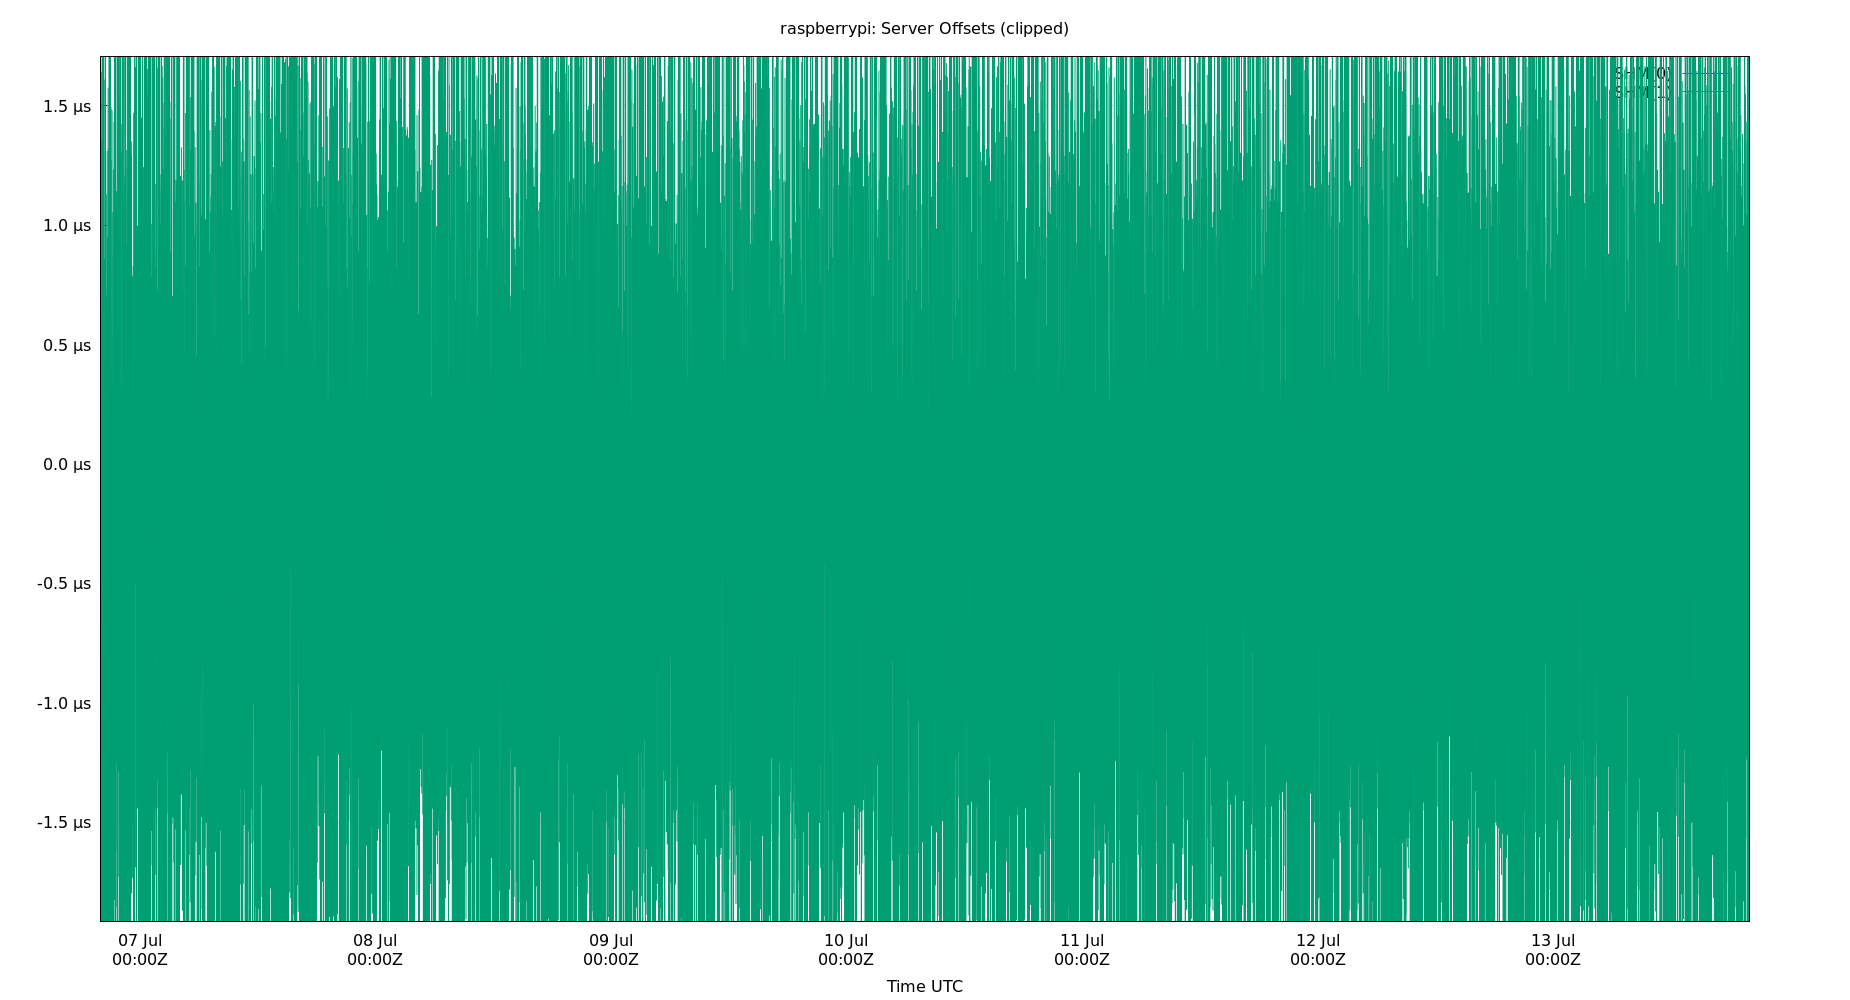 raspberrypi: Server Offsets (clipped)
SHM(0)
1.5 µs
1.0 µs
0.5 µs
0.0 µs
-0.5 µs
-1.0 µs
-1.5 µs
07 Jul 08 Jul 09 Jul 10 Jul 11 Jul 12 Jul 13 Jul
00:00Z 00:00Z 00:00Z 00:00Z 00:00Z 00:00Z 00:00Z
Time UTC